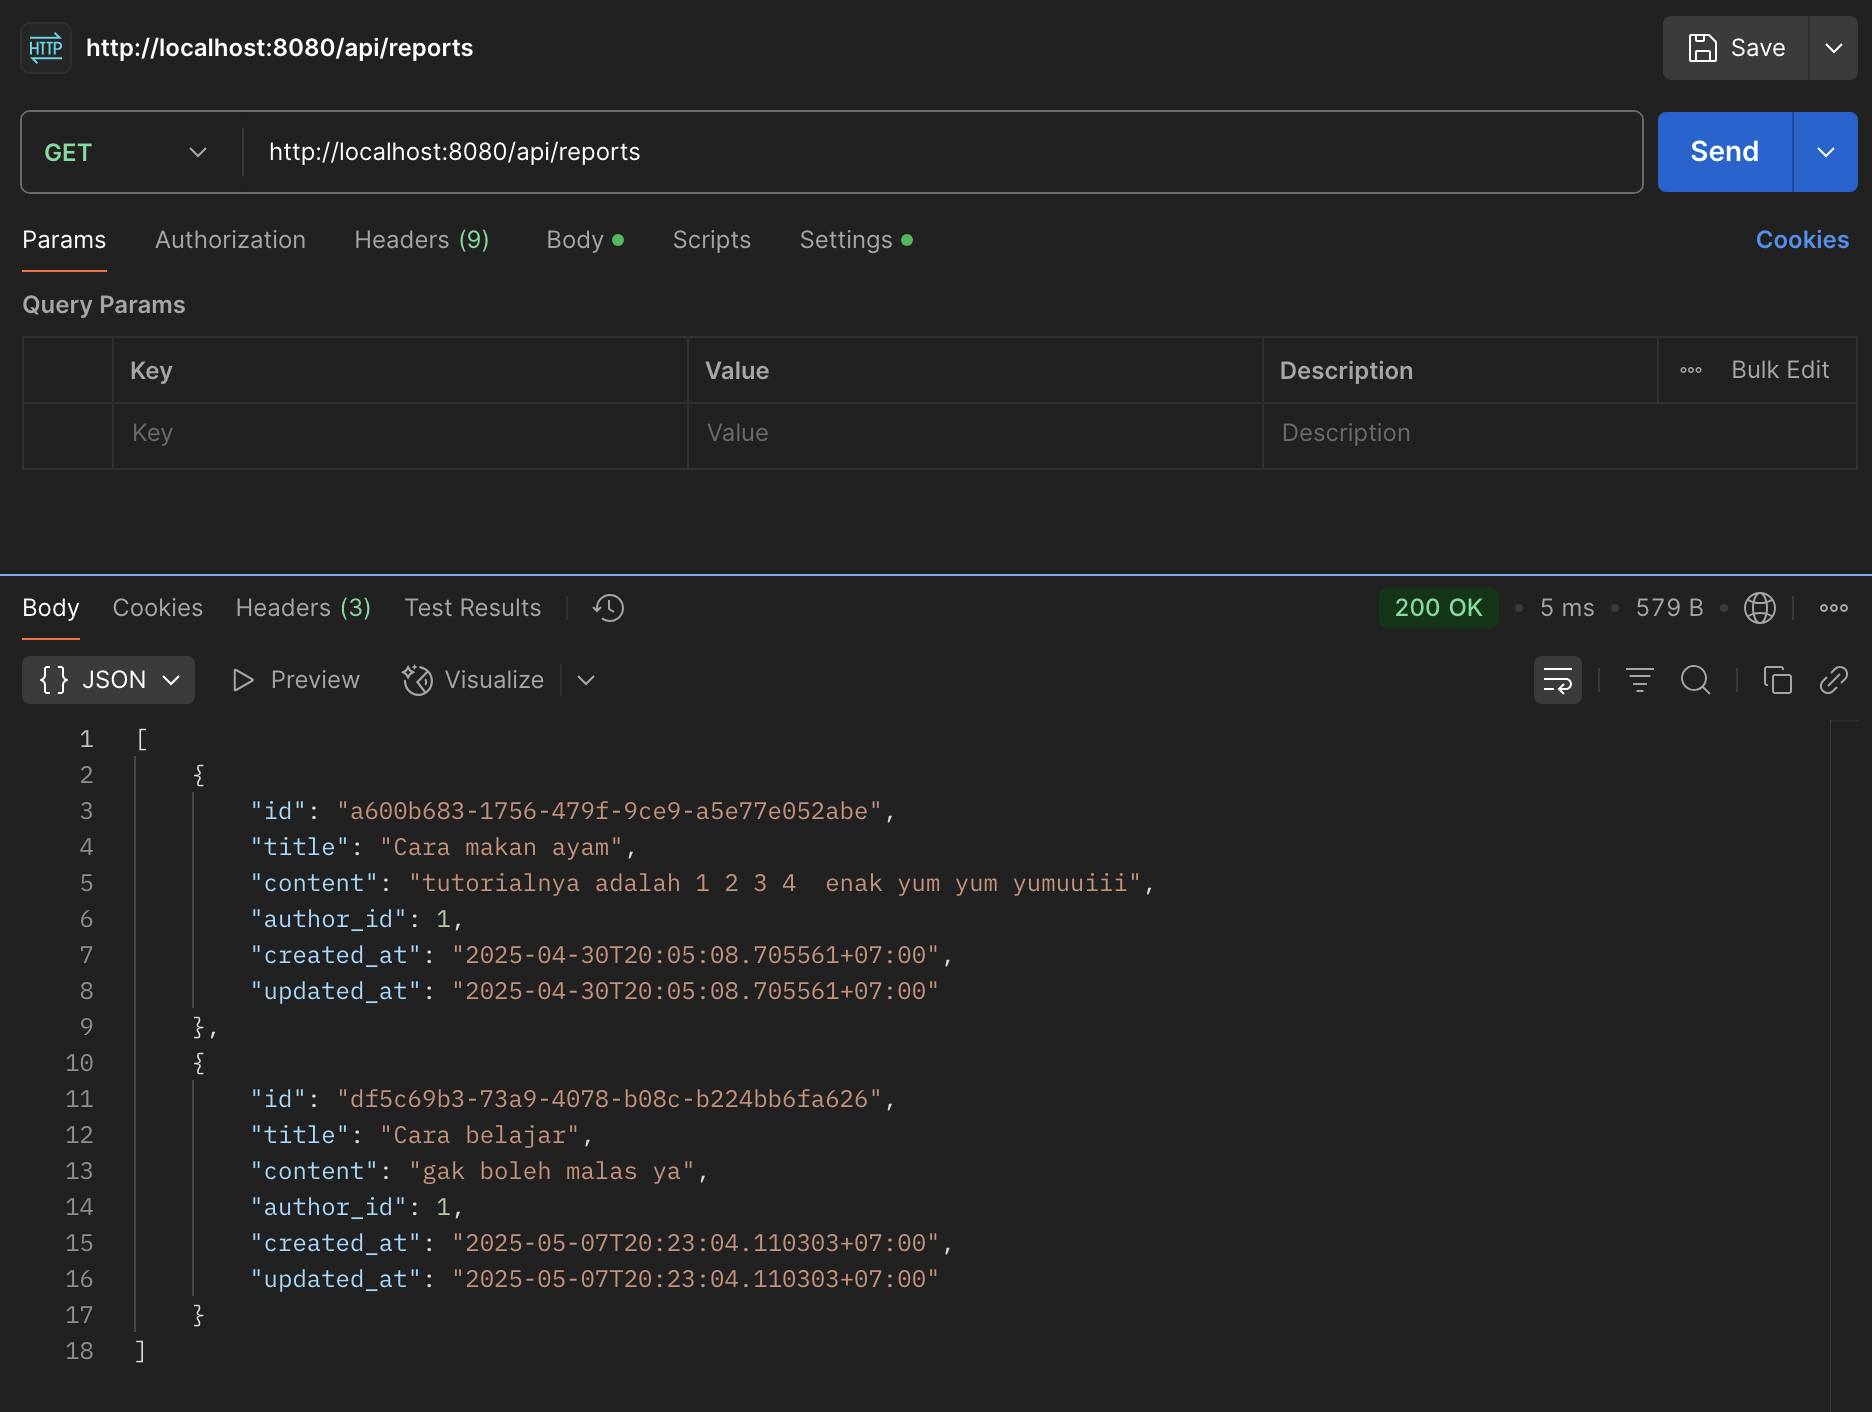 HTTP http://localhost:8080/api/reports Save
GET http://localhost:8080/api/reports Send
Params Authorization Headers (9) Body Scripts Settings Cookies
Query Params
Key Value Description Bulk Edit
Key Value Description
Body Cookies Headers (3) Test Results 200 OK 5 ms 579 B
{} JSON Preview Visualize
1 [
2 {
3 "id": "a600b683-1756-479f-9ce9-a5e77e052abe",
4 "title": "Cara makan ayam",
5 "content": "tutorialnya adalah 1 2 3 4  enak yum yum yumuuiii",
6 "author_id": 1,
7 "created_at": "2025-04-30T20:05:08.705561+07:00",
8 "updated_at": "2025-04-30T20:05:08.705561+07:00"
9 },
10 {
11 "id": "df5c69b3-73a9-4078-b08c-b224bb6fa626",
12 "title": "Cara belajar",
13 "content": "gak boleh malas ya",
14 "author_id": 1,
15 "created_at": "2025-05-07T20:23:04.110303+07:00",
16 "updated_at": "2025-05-07T20:23:04.110303+07:00"
17 }
18 ]